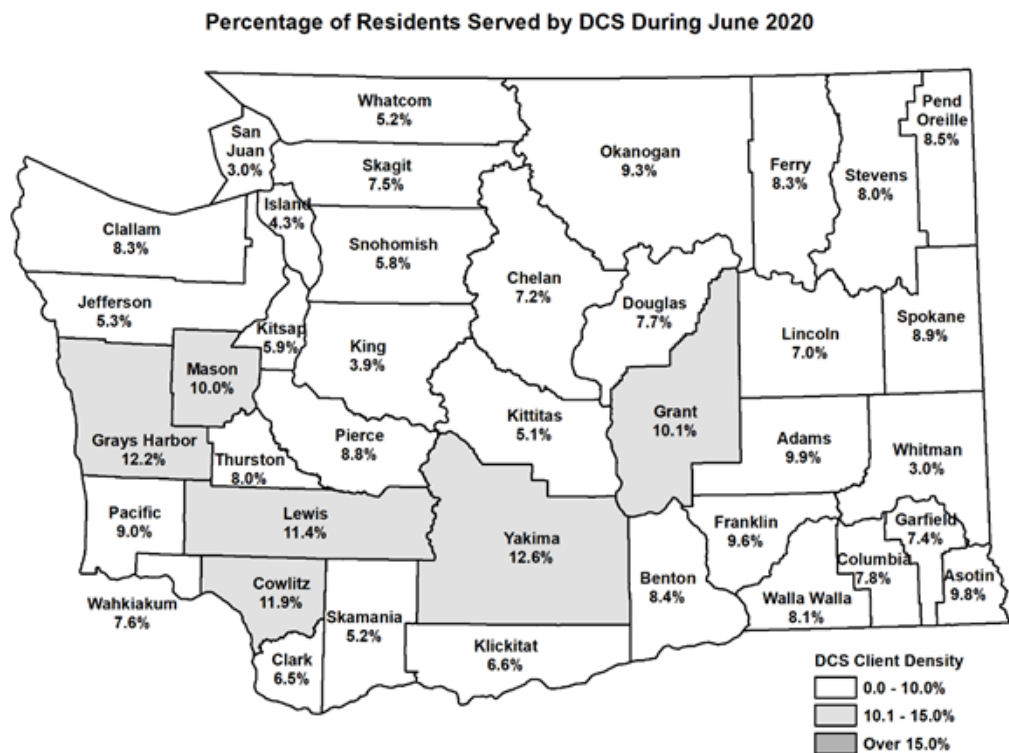 Percentage of Residents Served by DCS During June 2020
Whatcom
5.2%
San
Juan
3.0%
Skagit
7.5%
Island
4.3%
Okanogan
9.3%
Ferry
8.3%
Stevens
8.0%
Pend
Oreille
8.5%
Clallam
8.3%
Snohomish
5.8%
Chelan
7.2%
Douglas
7.7%
Jefferson
5.3%
Kitsap
5.9%
King
3.9%
Lincoln
7.0%
Spokane
8.9%
Mason
10.0%
Grays Harbor
12.2%
Thurston
8.0%
Pierce
8.8%
Kittitas
5.1%
Grant
10.1%
Adams
9.9%
Whitman
3.0%
Pacific
9.0%
Lewis
11.4%
Yakima
12.6%
Franklin
9.6%
Garfield
7.4%
Columbia
7.8%
Asotin
9.8%
Benton
8.4%
Walla Walla
8.1%
Wahkiakum
7.6%
Cowlitz
11.9%
Skamania
5.2%
Klickitat
6.6%
Clark
6.5%
DCS Client Density
0.0 - 10.0%
10.1 - 15.0%
Over 15.0%